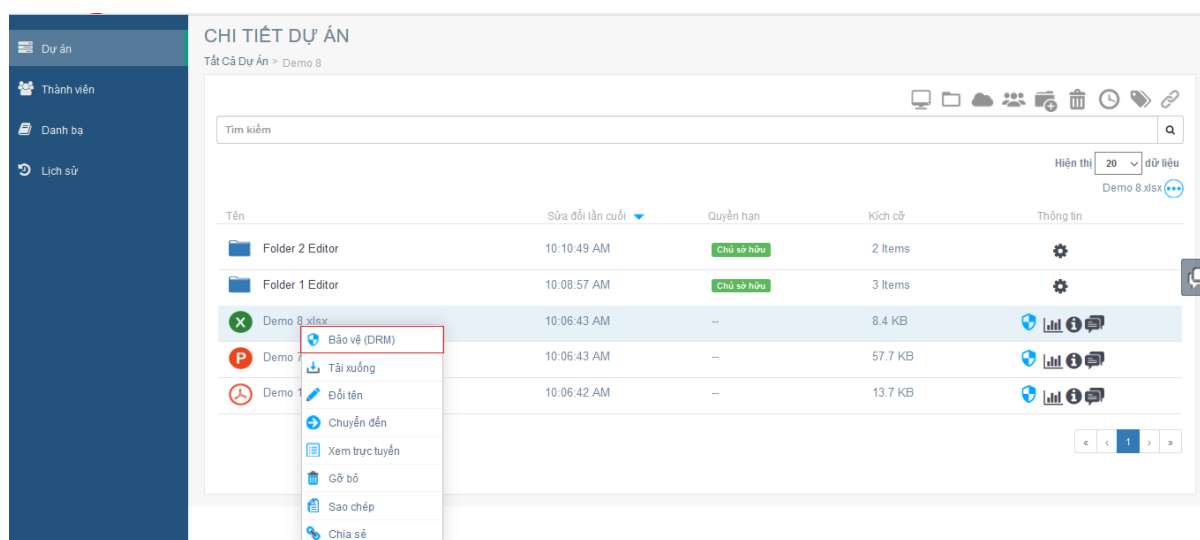 CHI TIẾT DỰ ÁN
Dự án
Tất Cả Dự Án > Demo 8
Thành viên
Danh bạ
Lịch sử
Tìm kiếm
Hiện thị 20 dữ liệu
Demo 8.xlsx
Tên Sửa đổi lần cuối Quyền hạn Kích cỡ Thông tin
Folder 2 Editor 10:10:49 AM Chủ sở hữu 2 Items
Folder 1 Editor 10:08:57 AM Chủ sở hữu 3 Items
Demo 8.xlsx 10:06:43 AM -- 8.4 KB
Bảo vệ (DRM)
Demo 7 10:06:43 AM -- 57.7 KB
Tải xuống
Demo 1 10:06:42 AM -- 13.7 KB
Đổi tên
Chuyển đến
« ‹ 1 › »
Xem trực tuyến
Gỡ bỏ
Sao chép
Chia sẻ